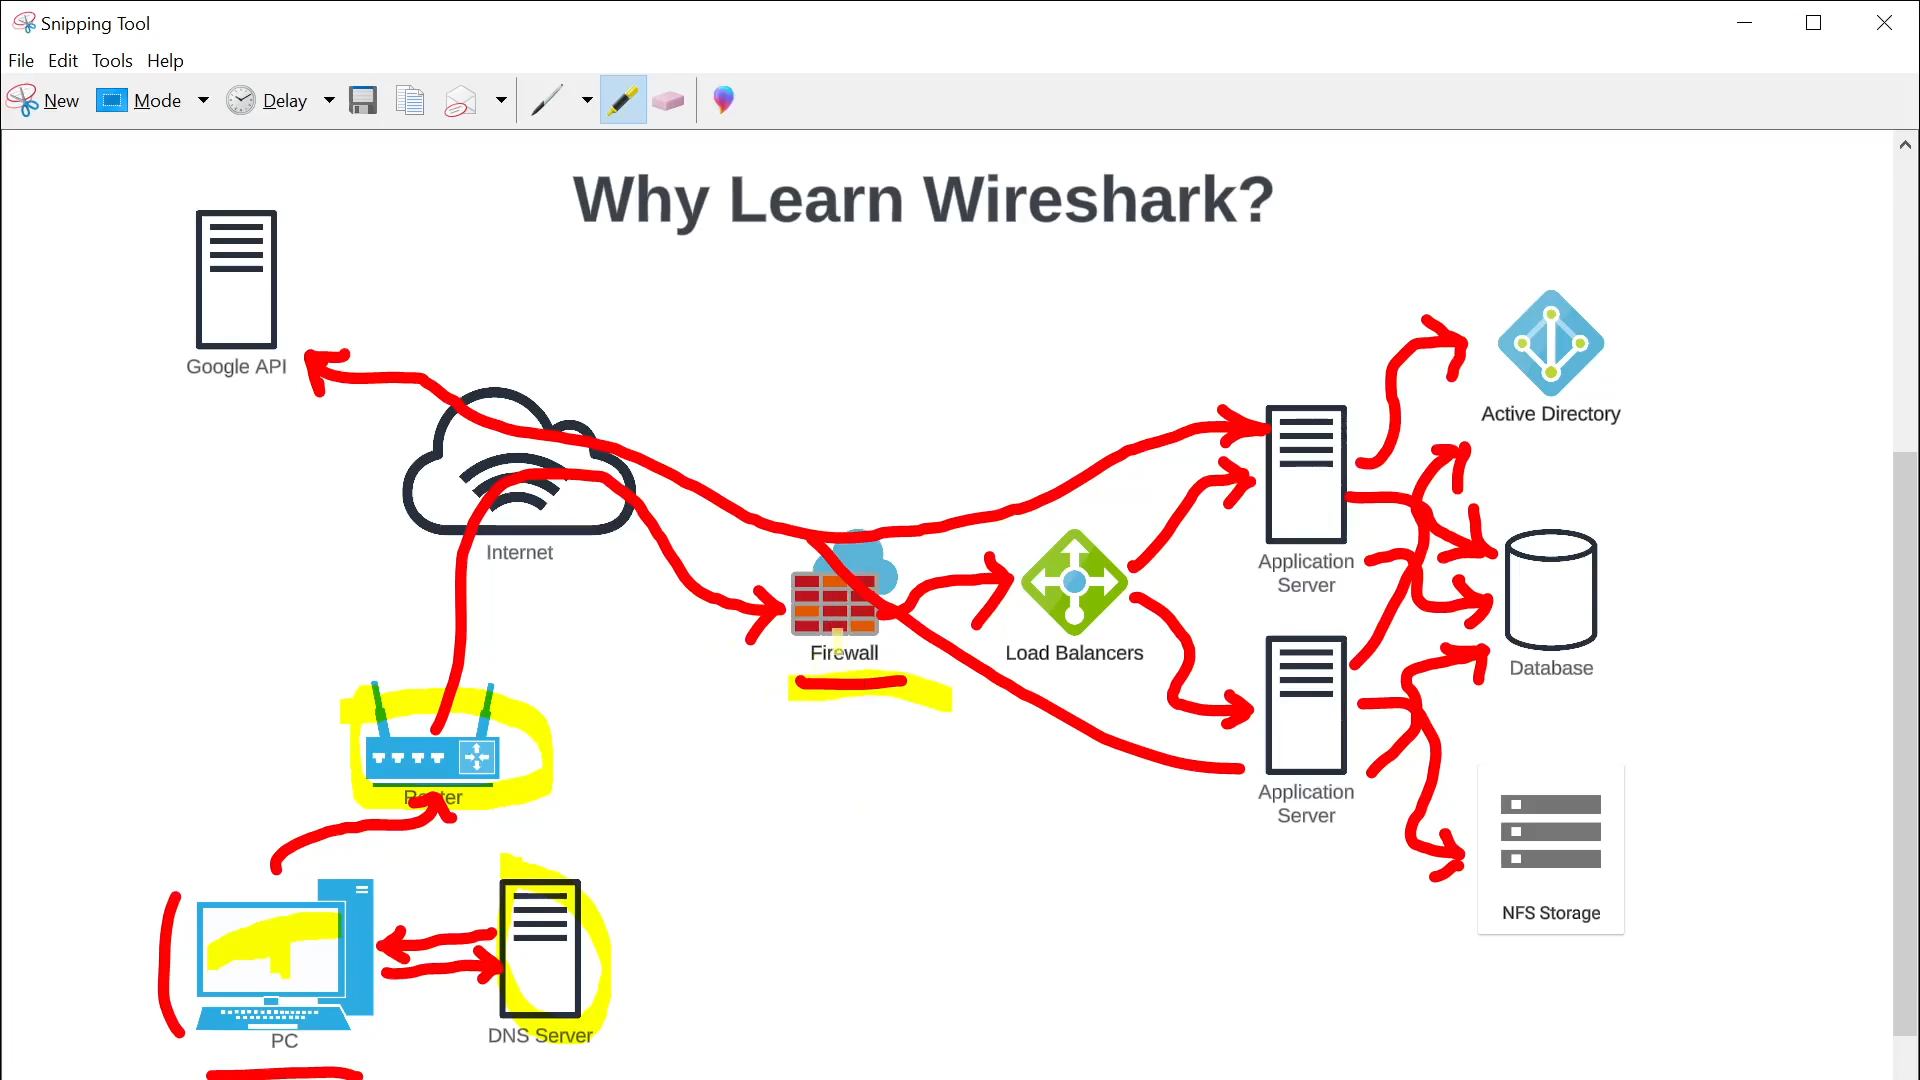 Snipping Tool
File Edit Tools Help
New Mode Delay
Why Learn Wireshark?
Google API
Active Directory
Internet
Application
Server
Firewall
Load Balancers
Database
Router
Application
Server
NFS Storage
DNS Server
PC